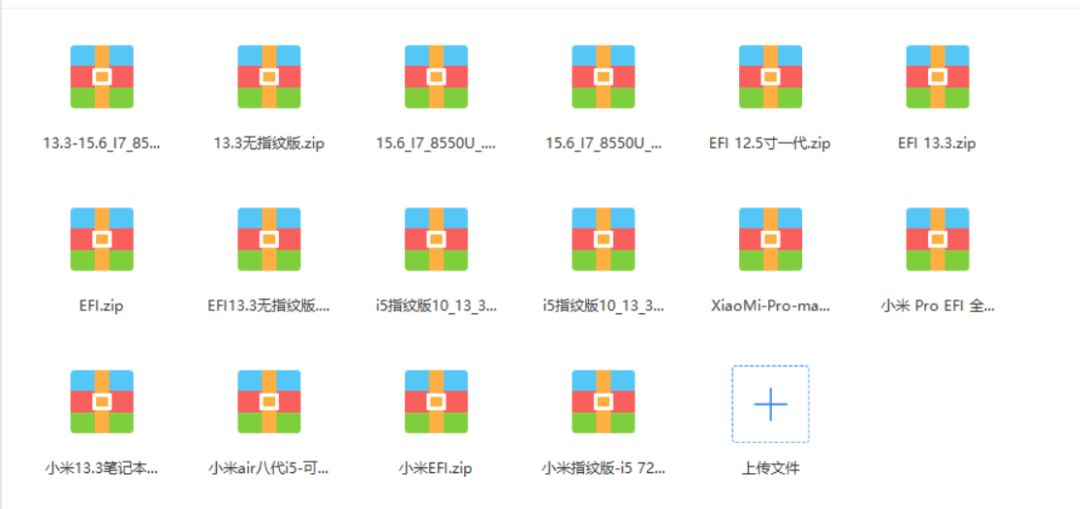 13.3-15.6_I7_85...
13.3无指纹版.zip
15.6_I7_8550U_....
15.6_I7_8550U_...
EFI 12.5寸一代.zip
EFI 13.3.zip
EFI.zip
EFI13.3无指纹版....
i5指纹版10_13_3...
i5指纹版10_13_3...
XiaoMi-Pro-ma...
小米 Pro EFI 全...
小米13.3笔记本...
小米air八代i5-可...
小米EFI.zip
小米指纹版-i5 72...
上传文件